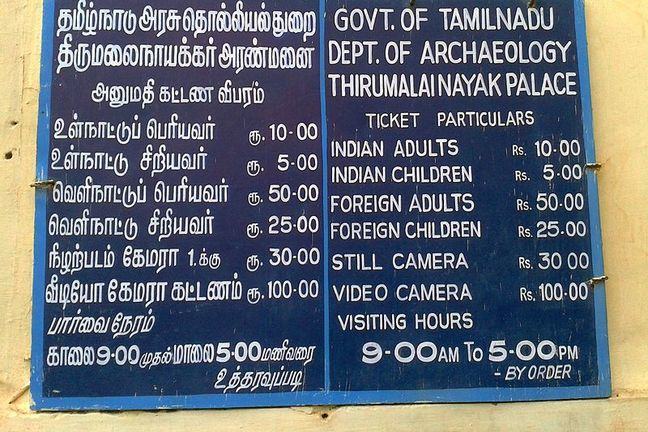 தமிழ்நாடு அரசு தொல்லியல்துறை
திருமலைநாயக்கர் அரண்மனை
அனுமதி கட்டண விபரம்
உள்நாட்டுப் பெரியவர் ரூ. 10-00
உள்நாட்டு சிறியவர் ரூ. 5-00
வெளிநாட்டுப் பெரியவர் ரூ. 50-00
வெளிநாட்டு சிறியவர் ரூ. 25-00
நிழற்படம் கேமரா 1.க்கு ரூ. 30-00
வீடியோ கேமரா கட்டணம் ரூ. 100-00
பார்வை நேரம்
காலை 9-00 முதல் மாலை 5-00 மணிவரை
உத்தரவுப்படி
GOVT. OF TAMILNADU
DEPT. OF ARCHAEOLOGY
THIRUMALAI NAYAK PALACE
TICKET PARTICULARS
INDIAN ADULTS Rs. 10-00
INDIAN CHILDREN Rs. 5-00
FOREIGN ADULTS Rs. 50-00
FOREIGN CHILDREN Rs. 25-00
STILL CAMERA Rs. 30 00
VIDEO CAMERA Rs. 100-00
VISITING HOURS
9-00 AM To 5-00 PM
- BY ORDER